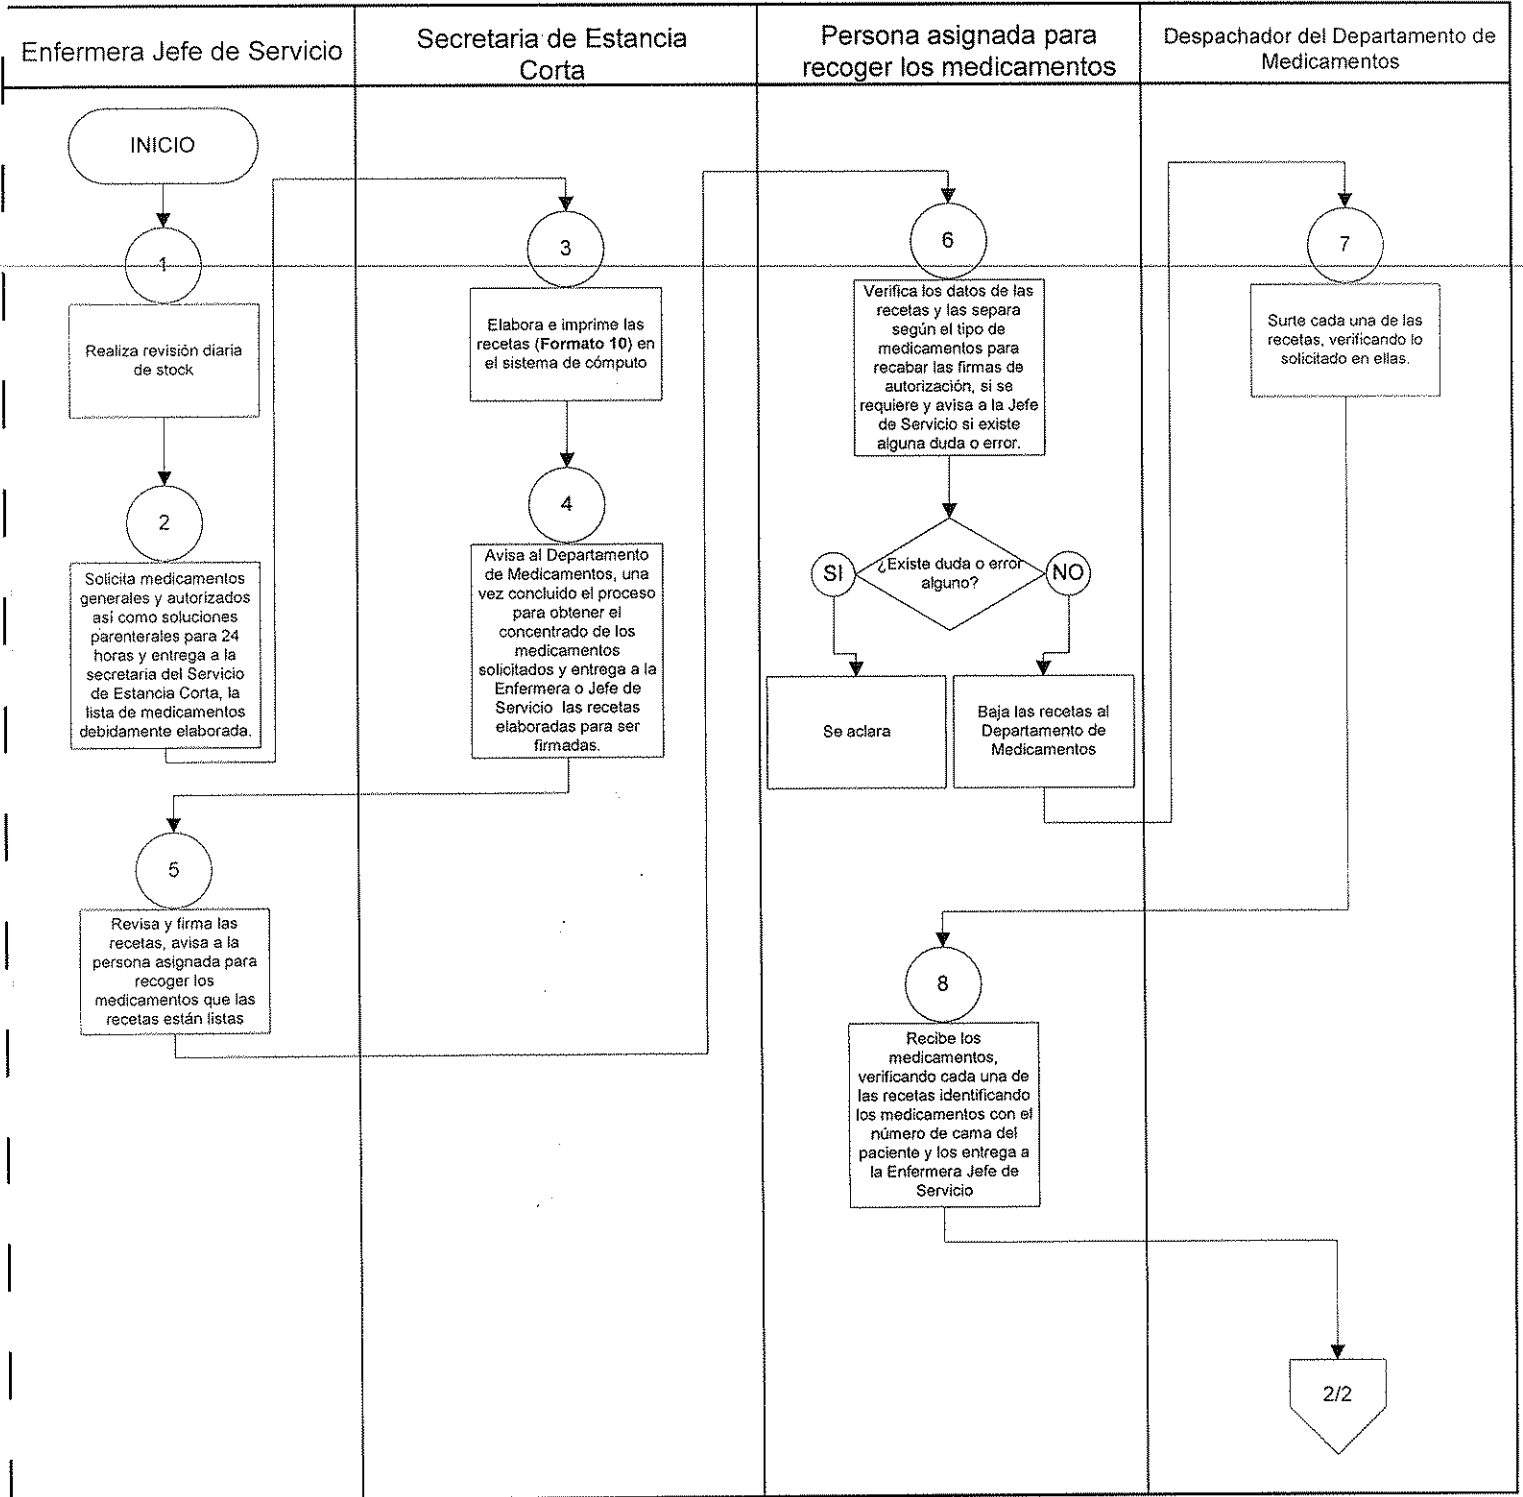 Enfermera Jefe de Servicio
Secretaria de Estancia
Corta
Persona asignada para
recoger los medicamentos
Despachador del Departamento de
Medicamentos
INICIO
1
Realiza revisión diaria
de stock
2
Solicita medicamentos
generales y autorizados
así como soluciones
parenterales para 24
horas y entrega a la
secretaria del Servicio
de Estancia Corta, la
lista de medicamentos
debidamente elaborada.
3
Elabora e imprime las
recetas (Formato 10) en
el sistema de cómputo
4
Avisa al Departamento
de Medicamentos, una
vez concluido el proceso
para obtener el
concentrado de los
medicamentos
solicitados y entrega a la
Enfermera o Jefe de
Servicio las recetas
elaboradas para ser
firmadas.
5
Revisa y firma las
recetas, avisa a la
persona asignada para
recoger los
medicamentos que las
recetas están listas
6
Verifica los datos de las
recetas y las separa
según el tipo de
medicamentos para
recabar las firmas de
autorización, si se
requiere y avisa a la Jefe
de Servicio si existe
alguna duda o error.
¿Existe duda o error
alguno?
SI
NO
Se aclara
Baja las recetas al
Departamento de
Medicamentos
7
Surte cada una de las
recetas, verificando lo
solicitado en ellas.
8
Recibe los
medicamentos,
verificando cada una de
las recetas identificando
los medicamentos con el
número de cama del
paciente y los entrega a
la Enfermera Jefe de
Servicio
2/2